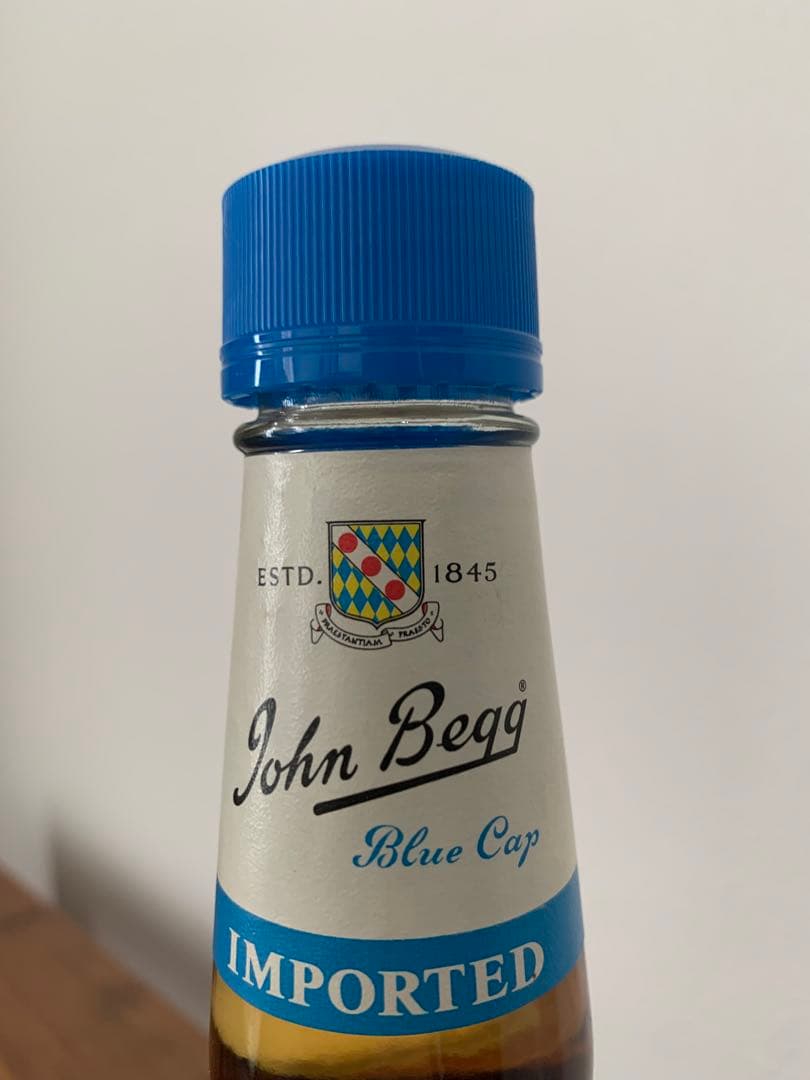 ESTD. 1845
PRAESTANTIAM PRAESTO
John Begg®
Blue Cap
IMPORTED